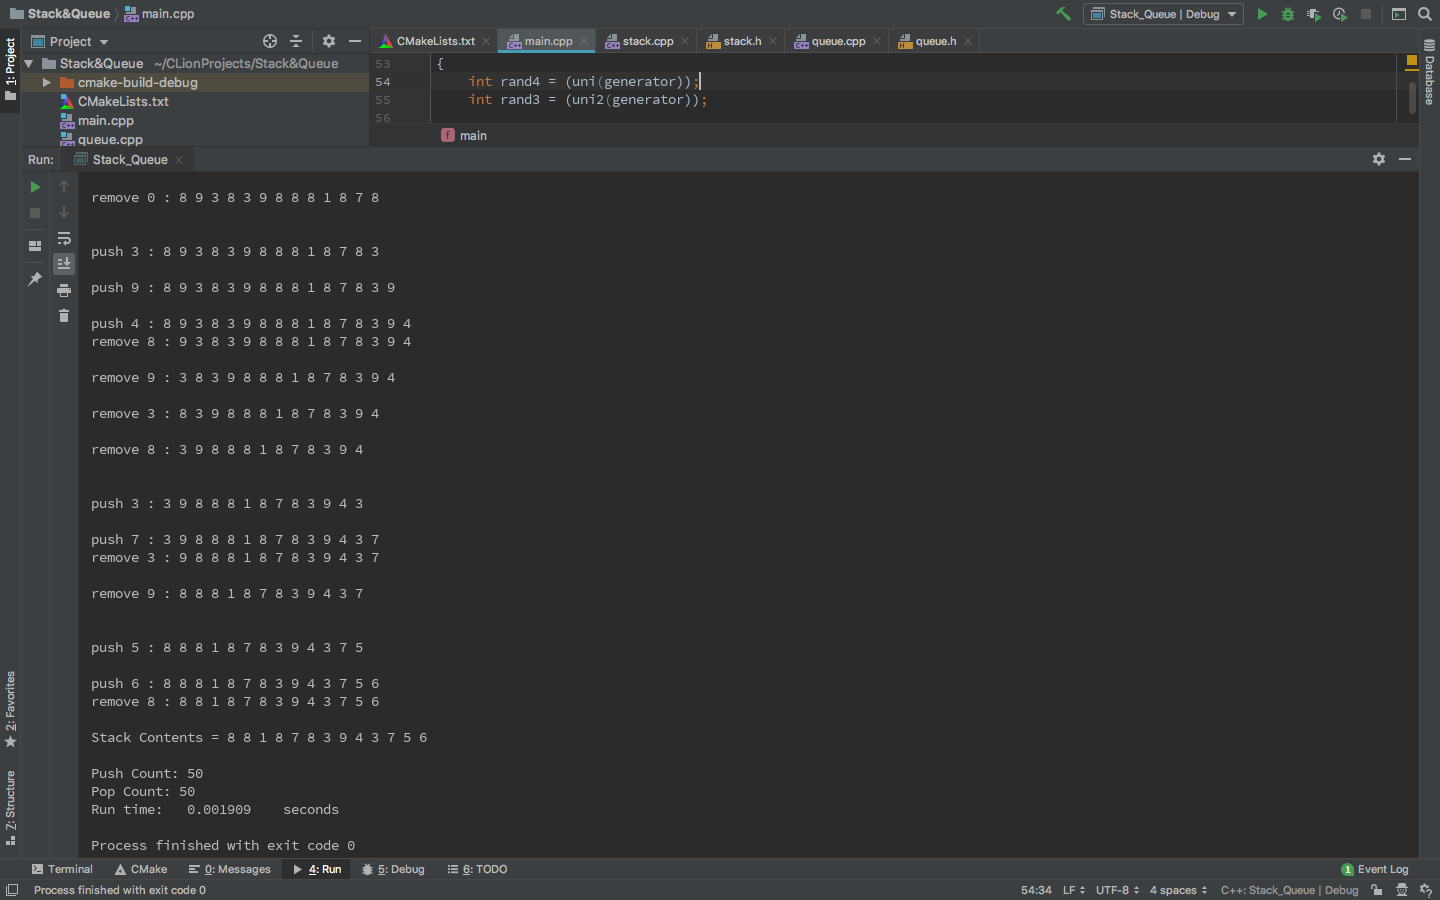 Stack&Queue main.cpp Stack_Queue | Debug
1: Project
Project
CMakeLists.txt main.cpp stack.cpp stack.h queue.cpp queue.h
Database
Stack&Queue ~/CLionProjects/Stack&Queue
cmake-build-debug
CMakeLists.txt
main.cpp
queue.cpp
53 {
54 int rand4 = (uni(generator));
55 int rand3 = (uni2(generator));
56
f main
Run: Stack_Queue
remove 0 : 8 9 3 8 3 9 8 8 8 1 8 7 8
push 3 : 8 9 3 8 3 9 8 8 8 1 8 7 8 3
push 9 : 8 9 3 8 3 9 8 8 8 1 8 7 8 3 9
push 4 : 8 9 3 8 3 9 8 8 8 1 8 7 8 3 9 4
remove 8 : 9 3 8 3 9 8 8 8 1 8 7 8 3 9 4
remove 9 : 3 8 3 9 8 8 8 1 8 7 8 3 9 4
remove 3 : 8 3 9 8 8 8 1 8 7 8 3 9 4
remove 8 : 3 9 8 8 8 1 8 7 8 3 9 4
push 3 : 3 9 8 8 8 1 8 7 8 3 9 4 3
push 7 : 3 9 8 8 8 1 8 7 8 3 9 4 3 7
remove 3 : 9 8 8 8 1 8 7 8 3 9 4 3 7
remove 9 : 8 8 8 1 8 7 8 3 9 4 3 7
push 5 : 8 8 8 1 8 7 8 3 9 4 3 7 5
push 6 : 8 8 8 1 8 7 8 3 9 4 3 7 5 6
remove 8 : 8 8 1 8 7 8 3 9 4 3 7 5 6
Stack Contents = 8 8 1 8 7 8 3 9 4 3 7 5 6
Push Count: 50
Pop Count: 50
Run time: 0.001909 seconds
Process finished with exit code 0
2: Favorites
7: Structure
Terminal CMake 0: Messages 4: Run 5: Debug 6: TODO 1 Event Log
Process finished with exit code 0 54:34 LF UTF-8 4 spaces C++: Stack_Queue | Debug